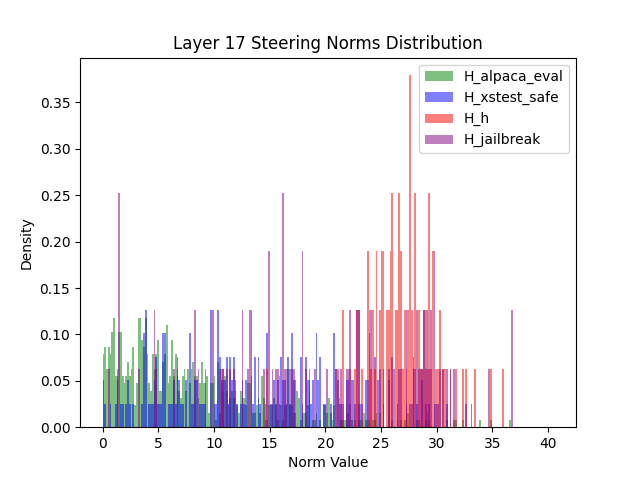 Layer 17 Steering Norms Distribution
H_alpaca_eval
H_xstest_safe
H_h
H_jailbreak
Density
0.35
0.30
0.25
0.20
0.15
0.10
0.05
0.00
0 5 10 15 20 25 30 35 40
Norm Value